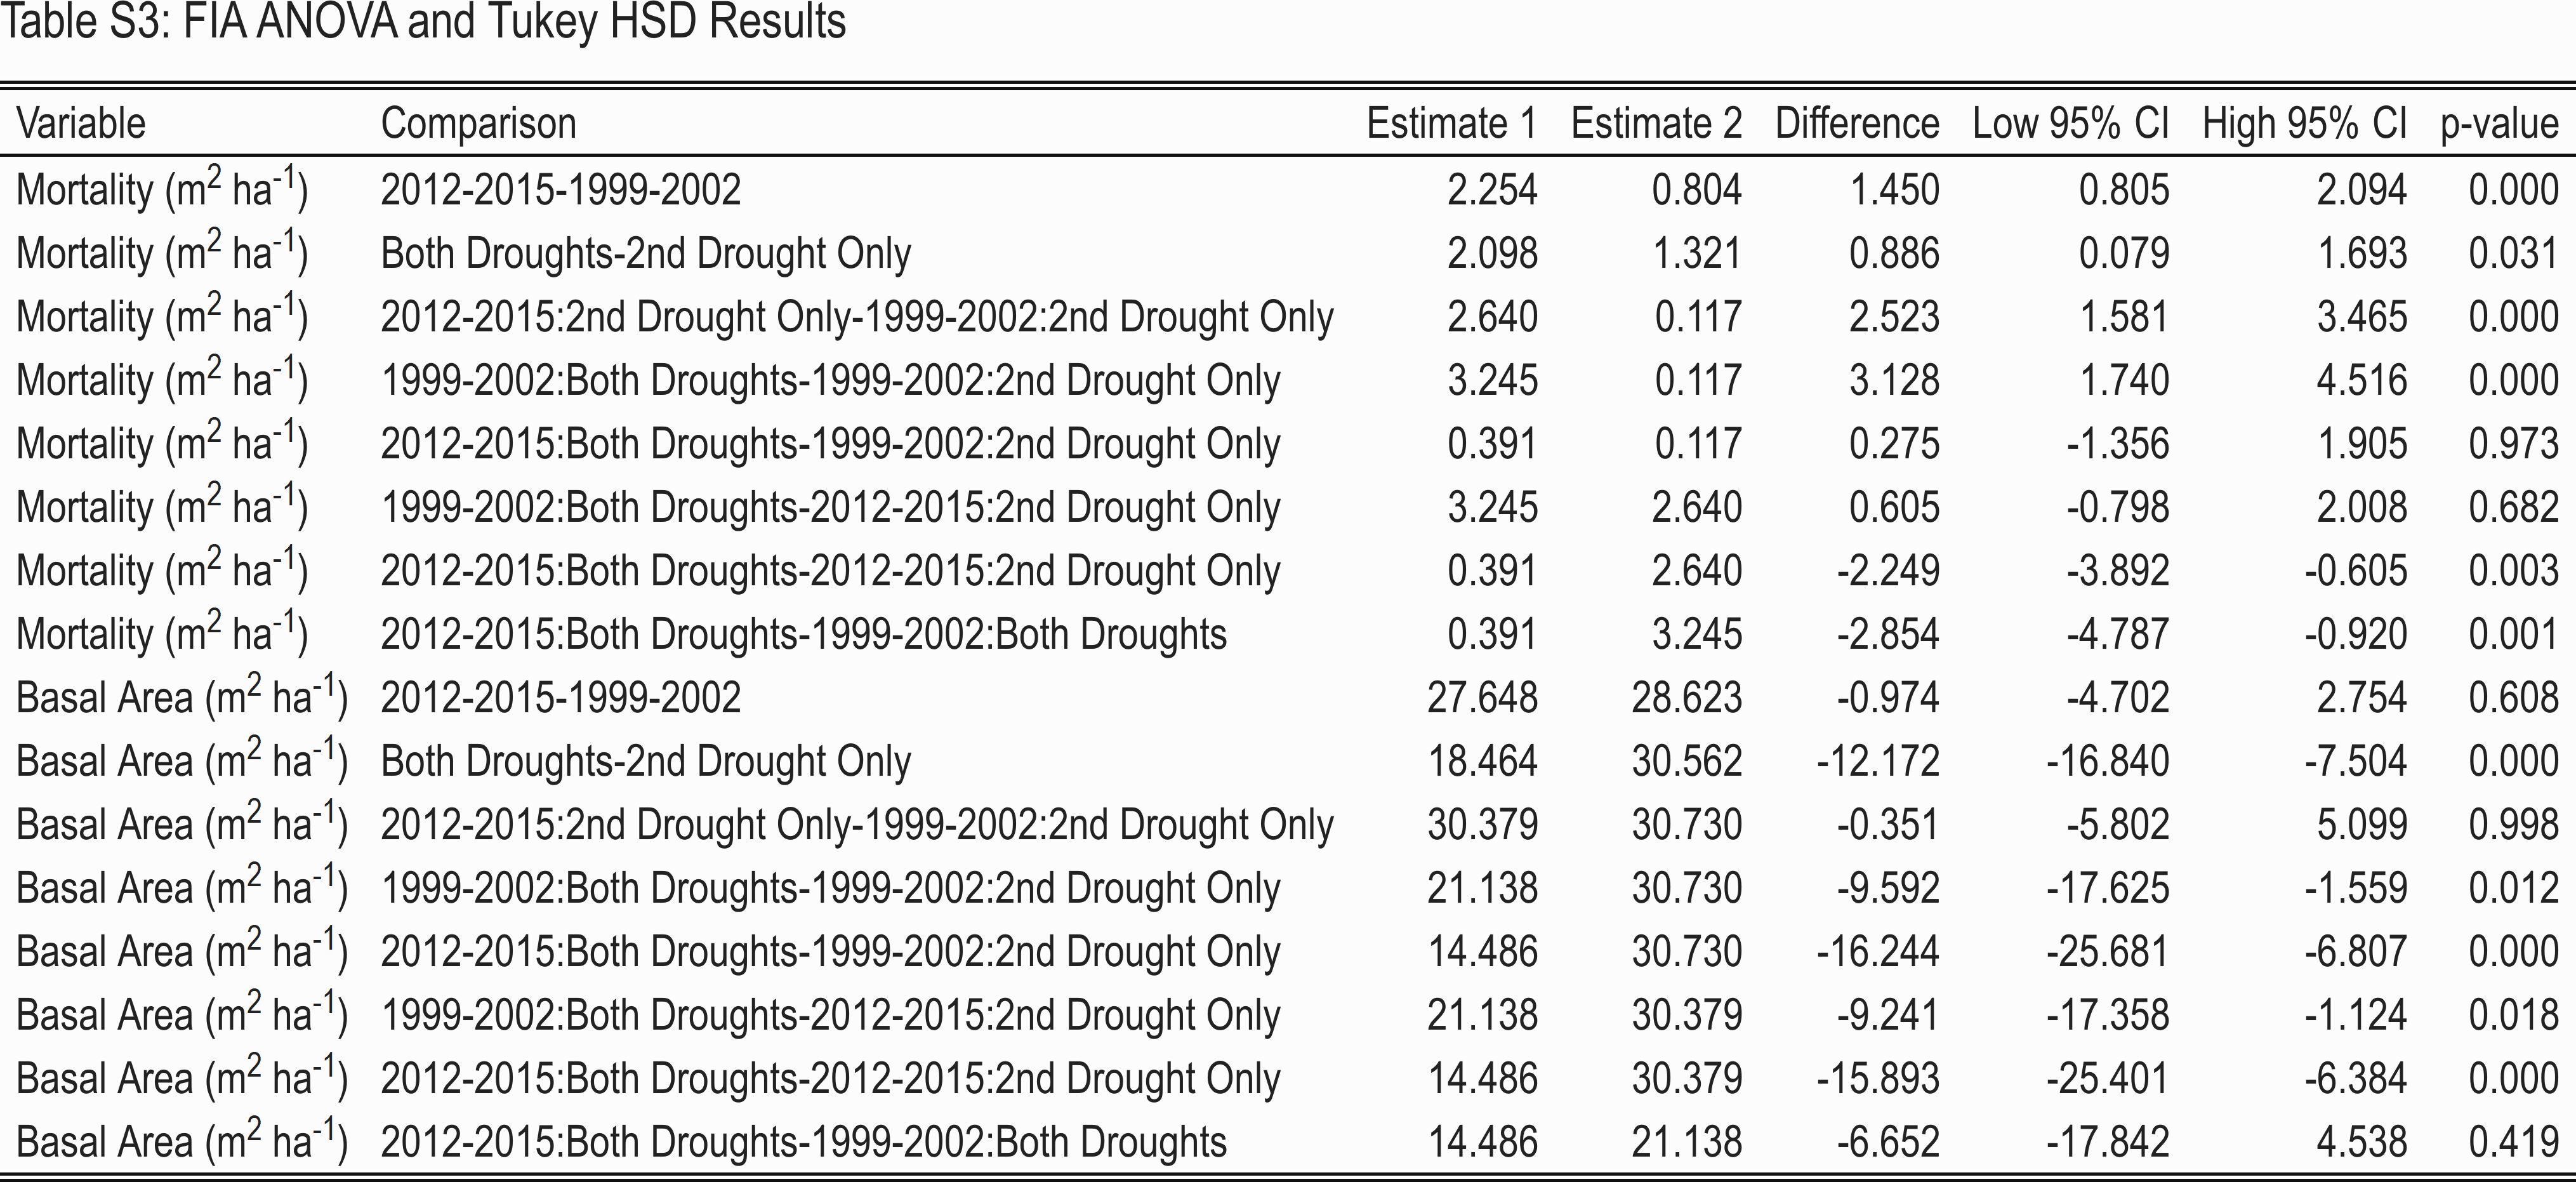 Table S3: FIA ANOVA and Tukey HSD Results
Variable Comparison Estimate 1 Estimate 2 Difference Low 95% CI High 95% CI p-value
Mortality (m² ha⁻¹) 2012-2015-1999-2002 2.254 0.804 1.450 0.805 2.094 0.000
Mortality (m² ha⁻¹) Both Droughts-2nd Drought Only 2.098 1.321 0.886 0.079 1.693 0.031
Mortality (m² ha⁻¹) 2012-2015:2nd Drought Only-1999-2002:2nd Drought Only 2.640 0.117 2.523 1.581 3.465 0.000
Mortality (m² ha⁻¹) 1999-2002:Both Droughts-1999-2002:2nd Drought Only 3.245 0.117 3.128 1.740 4.516 0.000
Mortality (m² ha⁻¹) 2012-2015:Both Droughts-1999-2002:2nd Drought Only 0.391 0.117 0.275 -1.356 1.905 0.973
Mortality (m² ha⁻¹) 1999-2002:Both Droughts-2012-2015:2nd Drought Only 3.245 2.640 0.605 -0.798 2.008 0.682
Mortality (m² ha⁻¹) 2012-2015:Both Droughts-2012-2015:2nd Drought Only 0.391 2.640 -2.249 -3.892 -0.605 0.003
Mortality (m² ha⁻¹) 2012-2015:Both Droughts-1999-2002:Both Droughts 0.391 3.245 -2.854 -4.787 -0.920 0.001
Basal Area (m² ha⁻¹) 2012-2015-1999-2002 27.648 28.623 -0.974 -4.702 2.754 0.608
Basal Area (m² ha⁻¹) Both Droughts-2nd Drought Only 18.464 30.562 -12.172 -16.840 -7.504 0.000
Basal Area (m² ha⁻¹) 2012-2015:2nd Drought Only-1999-2002:2nd Drought Only 30.379 30.730 -0.351 -5.802 5.099 0.998
Basal Area (m² ha⁻¹) 1999-2002:Both Droughts-1999-2002:2nd Drought Only 21.138 30.730 -9.592 -17.625 -1.559 0.012
Basal Area (m² ha⁻¹) 2012-2015:Both Droughts-1999-2002:2nd Drought Only 14.486 30.730 -16.244 -25.681 -6.807 0.000
Basal Area (m² ha⁻¹) 1999-2002:Both Droughts-2012-2015:2nd Drought Only 21.138 30.379 -9.241 -17.358 -1.124 0.018
Basal Area (m² ha⁻¹) 2012-2015:Both Droughts-2012-2015:2nd Drought Only 14.486 30.379 -15.893 -25.401 -6.384 0.000
Basal Area (m² ha⁻¹) 2012-2015:Both Droughts-1999-2002:Both Droughts 14.486 21.138 -6.652 -17.842 4.538 0.419